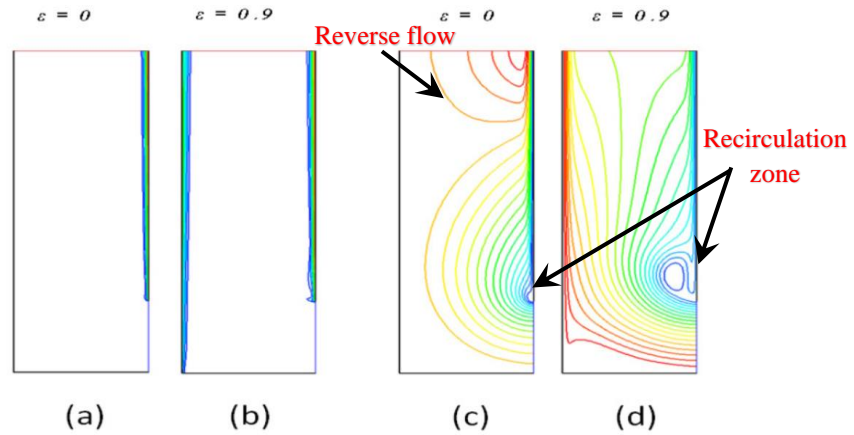 ε = 0
ε = 0.9
ε = 0
ε = 0.9
Reverse flow
Recirculation
zone
(a)
(b)
(c)
(d)